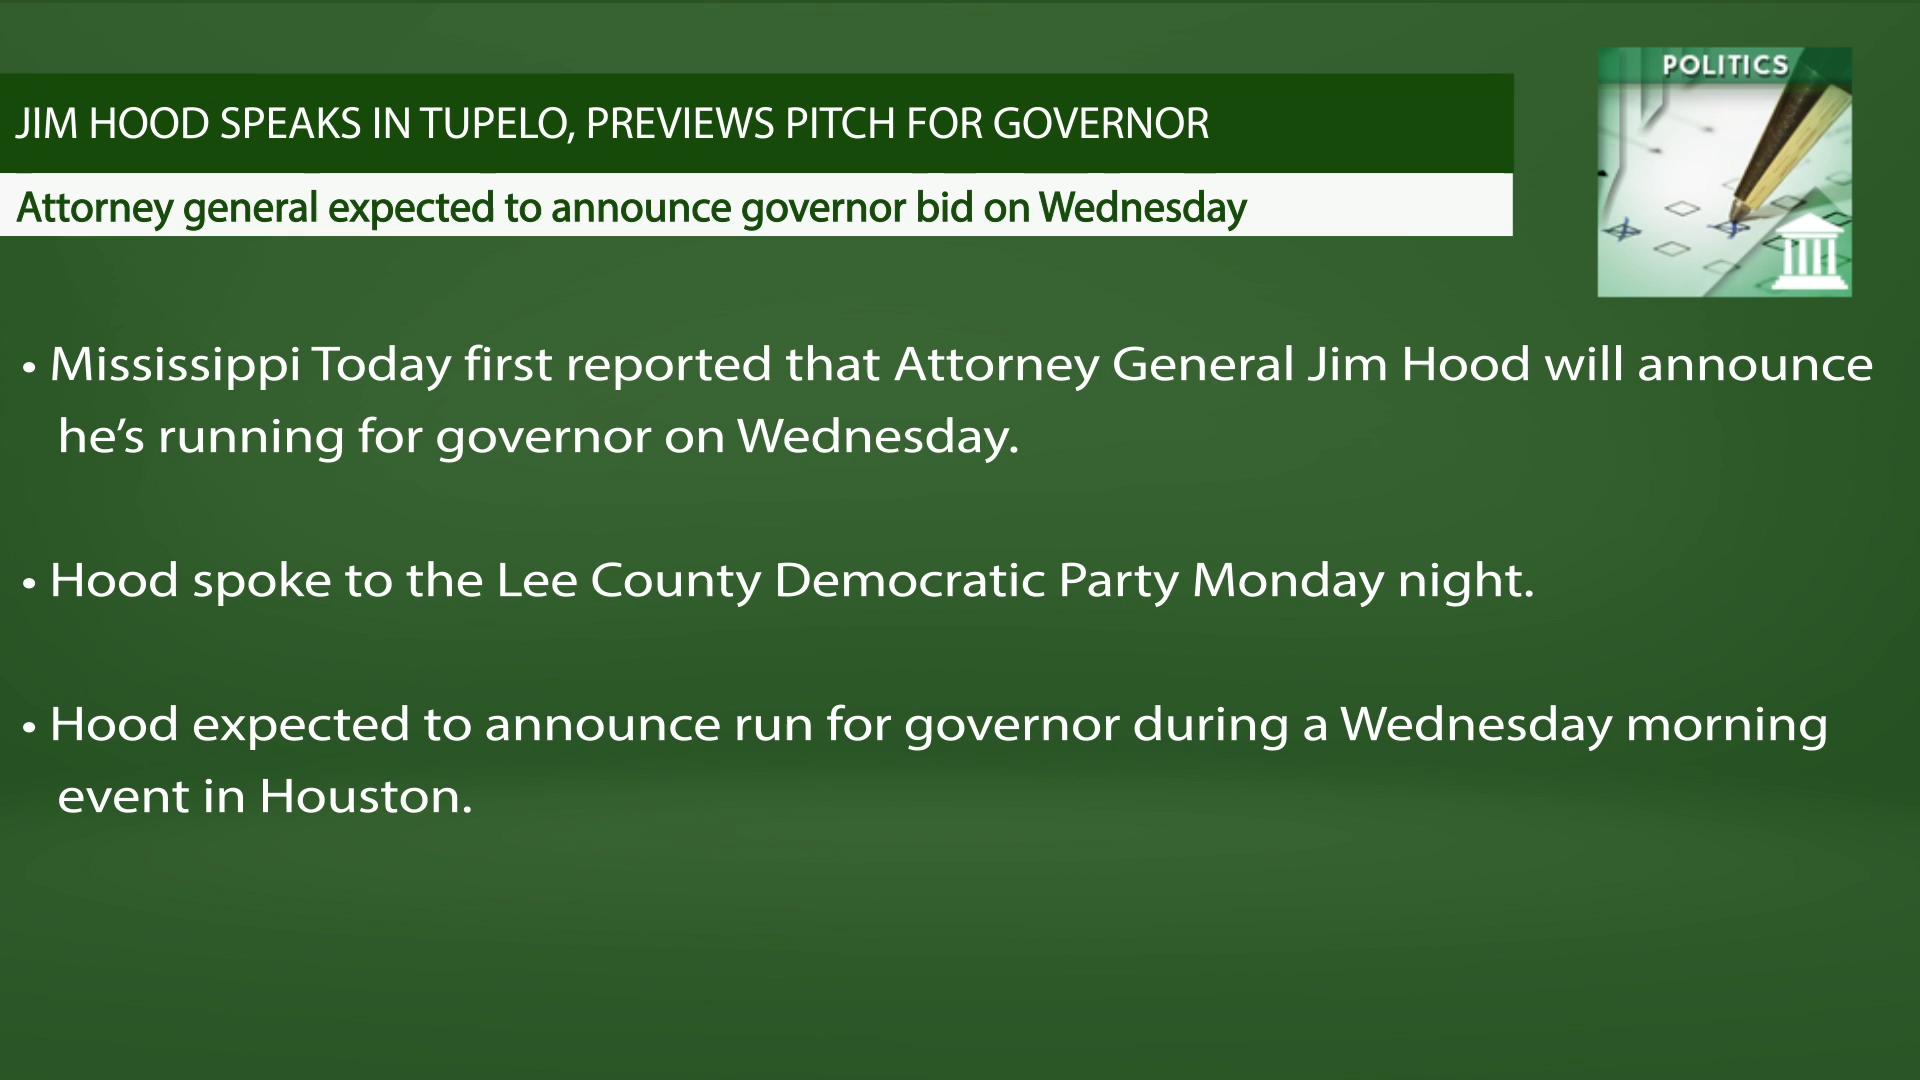 POLITICS
JIM HOOD SPEAKS IN TUPELO, PREVIEWS PITCH FOR GOVERNOR
Attorney general expected to announce governor bid on Wednesday
• Mississippi Today first reported that Attorney General Jim Hood will announce
he’s running for governor on Wednesday.
• Hood spoke to the Lee County Democratic Party Monday night.
• Hood expected to announce run for governor during a Wednesday morning
event in Houston.